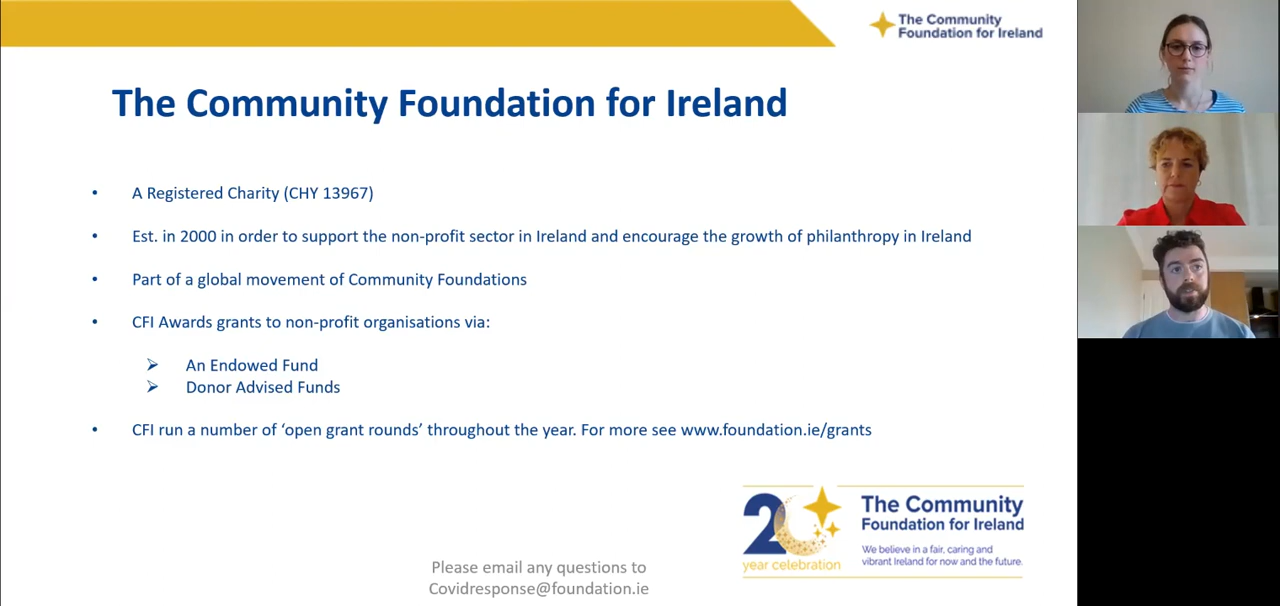 The Community
Foundation for Ireland
The Community Foundation for Ireland
• A Registered Charity (CHY 13967)
• Est. in 2000 in order to support the non-profit sector in Ireland and encourage the growth of philanthropy in Ireland
• Part of a global movement of Community Foundations
• CFI Awards grants to non-profit organisations via:
➢ An Endowed Fund
➢ Donor Advised Funds
• CFI run a number of ‘open grant rounds’ throughout the year. For more see www.foundation.ie/grants
20
year celebration
The Community
Foundation for Ireland
We believe in a fair, caring and
vibrant Ireland for now and the future.
Please email any questions to
Covidresponse@foundation.ie